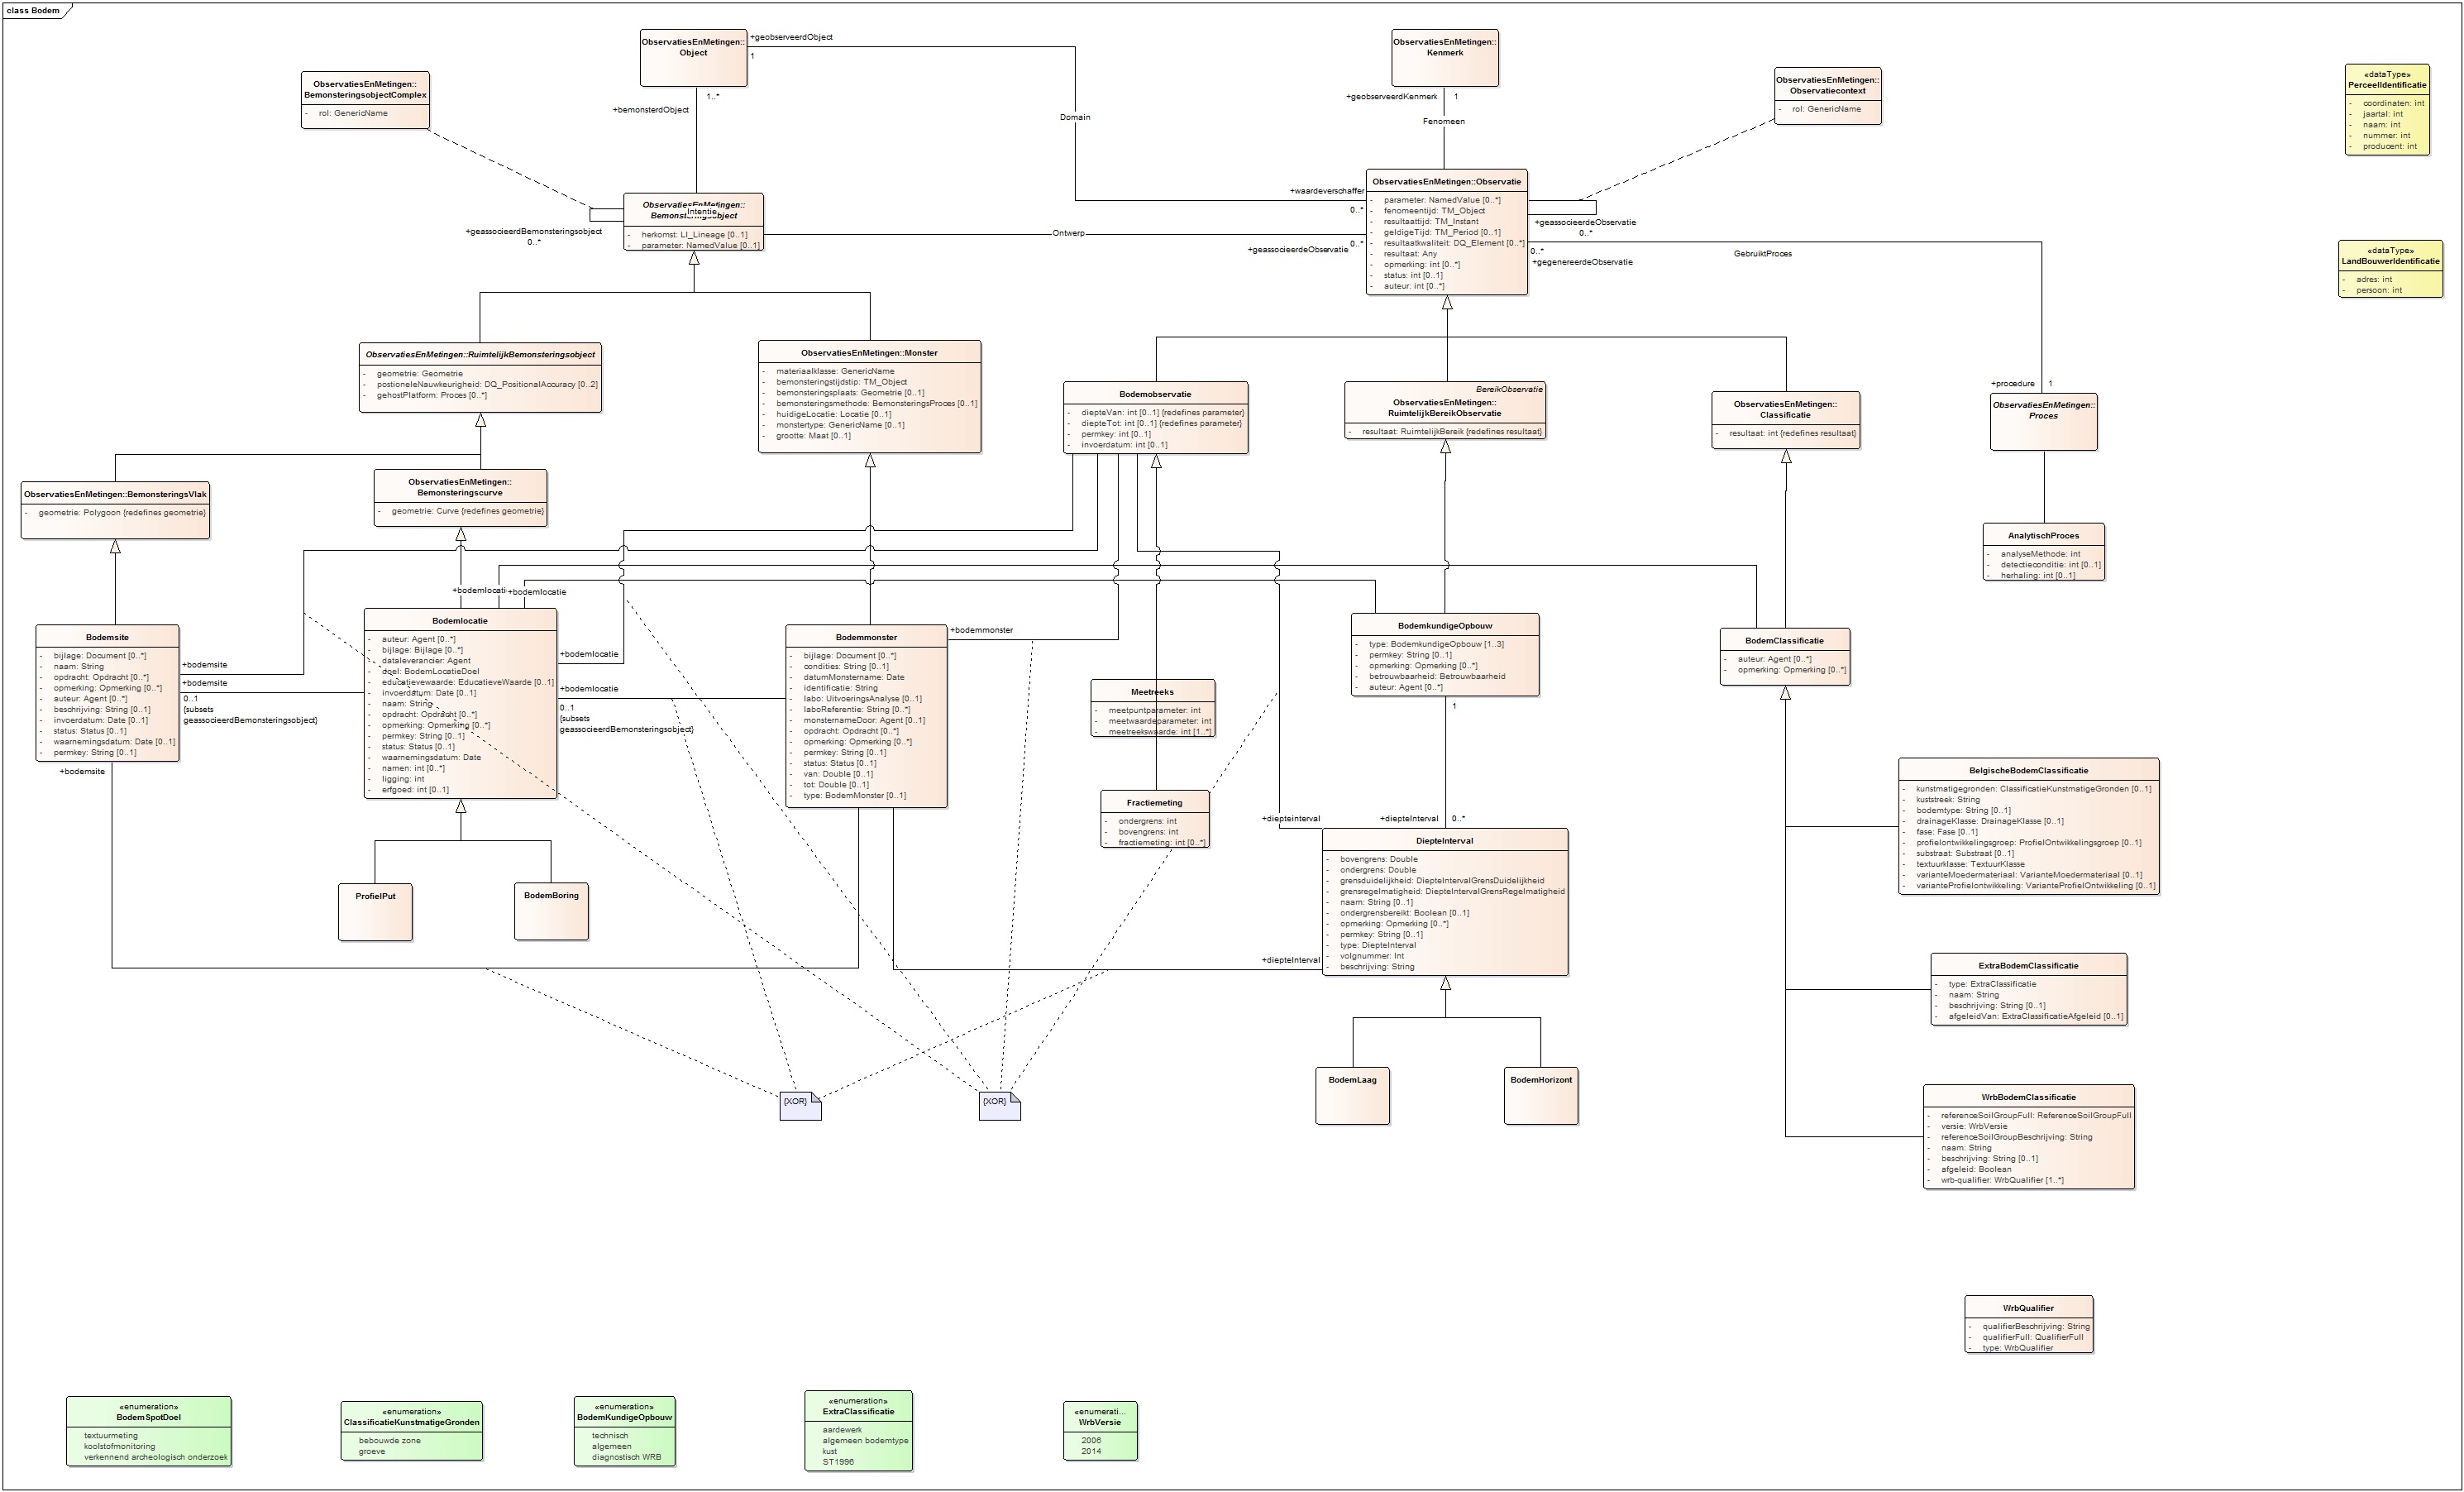 class Bodem
ObservatiesEnMetingen::
Object
+geobserveerdObject
1
1..*
+bemonsterdObject
Domain
ObservatiesEnMetingen::
Kenmerk
+geobserveerdKenmerk 1
Fenomeen
ObservatiesEnMetingen::
BemonsteringsobjectComplex
- rol: GenericName
ObservatiesEnMetingen::
Observatiecontext
- rol: GenericName
«dataType»
PerceelIdentificatie
- coordinaten: int
- jaartal: int
- naam: int
- nummer: int
- producent: int
«dataType»
LandBouwerIdentificatie
- adres: int
- persoon: int
ObservatiesEnMetingen::
Bemonsteringsobject
Intentie
- herkomst: LI_Lineage [0..1]
- parameter: NamedValue [0..1]
+geassocieerdBemonsteringsobject
0..*
Ontwerp
+waardeverschaffer
0..*
0..*
+geassocieerdeObservatie
ObservatiesEnMetingen::Observatie
- parameter: NamedValue [0..*]
- fenomeentijd: TM_Object
- resultaattijd: TM_Instant
- geldigeTijd: TM_Period [0..1]
- resultaatkwaliteit: DQ_Element [0..*]
- resultaat: Any
- opmerking: int [0..*]
- status: int [0..1]
- auteur: int [0..*]
+geassocieerdeObservatie
0..*
0..*
+gegenereerdeObservatie
GebruiktProces
+procedure 1
ObservatiesEnMetingen::RuimtelijkBemonsteringsobject
- geometrie: Geometrie
- postioneleNauwkeurigheid: DQ_PositionalAccuracy [0..2]
- gehostPlatform: Proces [0..*]
ObservatiesEnMetingen::Monster
- materiaalklasse: GenericName
- bemonsteringstijdstip: TM_Object
- bemonsteringsplaats: Geometrie [0..1]
- bemonsteringsmethode: BemonsteringsProces [0..1]
- huidigeLocatie: Locatie [0..1]
- monstertype: GenericName [0..1]
- grootte: Maat [0..1]
Bodemobservatie
- diepteVan: int [0..1] {redefines parameter}
- diepteTot: int [0..1] {redefines parameter}
- permkey: int [0..1]
- invoerdatum: int [0..1]
BereikObservatie
ObservatiesEnMetingen::
RuimtelijkBereikObservatie
- resultaat: RuimtelijkBereik {redefines resultaat}
ObservatiesEnMetingen::
Classificatie
- resultaat: int {redefines resultaat}
ObservatiesEnMetingen::
Proces
ObservatiesEnMetingen::BemonsteringsVlak
- geometrie: Polygoon {redefines geometrie}
ObservatiesEnMetingen::
Bemonsteringscurve
- geometrie: Curve {redefines geometrie}
AnalytischProces
- analyseMethode: int
- detectieconditie: int [0..1]
- herhaling: int [0..1]
+bodemlocati
+bodemlocatie
Bodemsite
- bijlage: Document [0..*]
- naam: String
- opdracht: Opdracht [0..*]
- opmerking: Opmerking [0..*]
- auteur: Agent [0..*]
- beschrijving: String [0..1]
- invoerdatum: Date [0..1]
- status: Status [0..1]
- waarnemingsdatum: Date [0..1]
- permkey: String [0..1]
+bodemsite
+bodemsite
0..1
{subsets
geassocieerdBemonsteringsobject}
+bodemsite
Bodemlocatie
- auteur: Agent [0..*]
- bijlage: Bijlage [0..*]
- dataleverancier: Agent
- doel: BodemLocatieDoel
- educatievewaarde: EducatieveWaarde [0..1]
- invoerdatum: Date [0..1]
- naam: String
- opdracht: Opdracht [0..*]
- opmerking: Opmerking [0..*]
- permkey: String [0..1]
- status: Status [0..1]
- waarnemingsdatum: Date
- namen: int [0..*]
- ligging: int
- erfgoed: int [0..1]
+bodemlocatie
+bodemlocatie
0..1
{subsets
geassocieerdBemonsteringsobject}
Bodemmonster
- bijlage: Document [0..*]
- condities: String [0..1]
- datumMonstername: Date
- identificatie: String
- labo: UitvoeringsAnalyse [0..1]
- laboReferentie: String [0..*]
- monsternameDoor: Agent [0..1]
- opdracht: Opdracht [0..*]
- opmerking: Opmerking [0..*]
- permkey: String [0..1]
- status: Status [0..1]
- van: Double [0..1]
- tot: Double [0..1]
- type: BodemMonster [0..1]
+bodemmonster
Meetreeks
- meetpuntparameter: int
- meetwaardeparameter: int
- meetreekswaarde: int [1..*]
Fractiemeting
- ondergrens: int
- bovengrens: int
- fractiemeting: int [0..*]
BodemkundigeOpbouw
- type: BodemkundigeOpbouw [1..3]
- permkey: String [0..1]
- opmerking: Opmerking [0..*]
- betrouwbaarheid: Betrouwbaarheid
- auteur: Agent [0..*]
1
BodemClassificatie
- auteur: Agent [0..*]
- opmerking: Opmerking [0..*]
BelgischeBodemClassificatie
- kunstmatigegronden: ClassificatieKunstmatigeGronden [0..1]
- kuststreek: String
- bodemtype: String [0..1]
- drainageKlasse: DrainageKlasse [0..1]
- fase: Fase [0..1]
- profielontwikkelingsgroep: ProfielOntwikkelingsgroep [0..1]
- substraat: Substraat [0..1]
- textuurklasse: TextuurKlasse
- varianteMoedermateriaal: VarianteMoedermateriaal [0..1]
- varianteProfielontwikkeling: VarianteProfielOntwikkeling [0..1]
+diepteinterval
+diepteInterval 0..*
DiepteInterval
- bovengrens: Double
- ondergrens: Double
- grensduidelijkheid: DiepteIntervalGrensDuidelijkheid
- grensregelmatigheid: DiepteIntervalGrensRegelmatigheid
- naam: String [0..1]
- ondergrensbereikt: Boolean [0..1]
- opmerking: Opmerking [0..*]
- permkey: String [0..1]
- type: DiepteInterval
- volgnummer: Int
- beschrijving: String
+diepteInterval
ProfielPut
BodemBoring
ExtraBodemClassificatie
- type: ExtraClassificatie
- naam: String
- beschrijving: String [0..1]
- afgeleidVan: ExtraClassificatieAfgeleid [0..1]
{XOR}
{XOR}
BodemLaag
BodemHorizont
WrbBodemClassificatie
- referenceSoilGroupFull: ReferenceSoilGroupFull
- versie: WrbVersie
- referenceSoilGroupBeschrijving: String
- naam: String
- beschrijving: String [0..1]
- afgeleid: Boolean
- wrb-qualifier: WrbQualifier [1..*]
WrbQualifier
- qualifierBeschrijving: String
- qualifierFull: QualifierFull
- type: WrbQualifier
«enumeration»
BodemSpotDoel
textuurmeting
koolstofmonitoring
verkennend archeologisch onderzoek
«enumeration»
ClassificatieKunstmatigeGronden
bebouwde zone
groeve
«enumeration»
BodemKundigeOpbouw
technisch
algemeen
diagnostisch WRB
«enumeration»
ExtraClassificatie
aardewerk
algemeen bodemtype
kust
ST1996
«enumerati...
WrbVersie
2006
2014